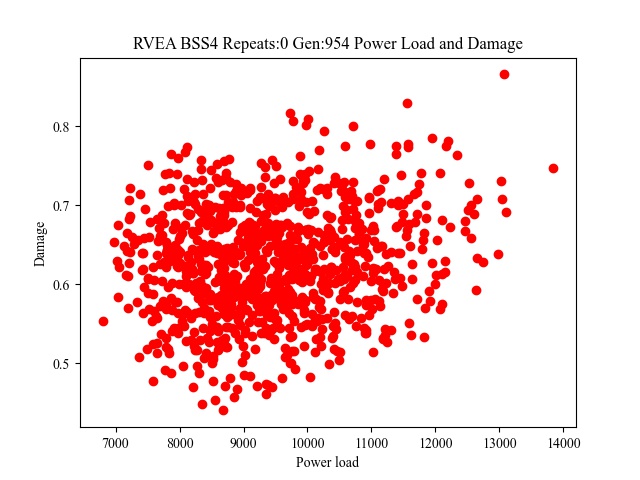 RVEA BSS4 Repeats:0 Gen:954 Power Load and Damage
0.8
0.7
0.6
0.5
Damage
7000 8000 9000 10000 11000 12000 13000 14000
Power load